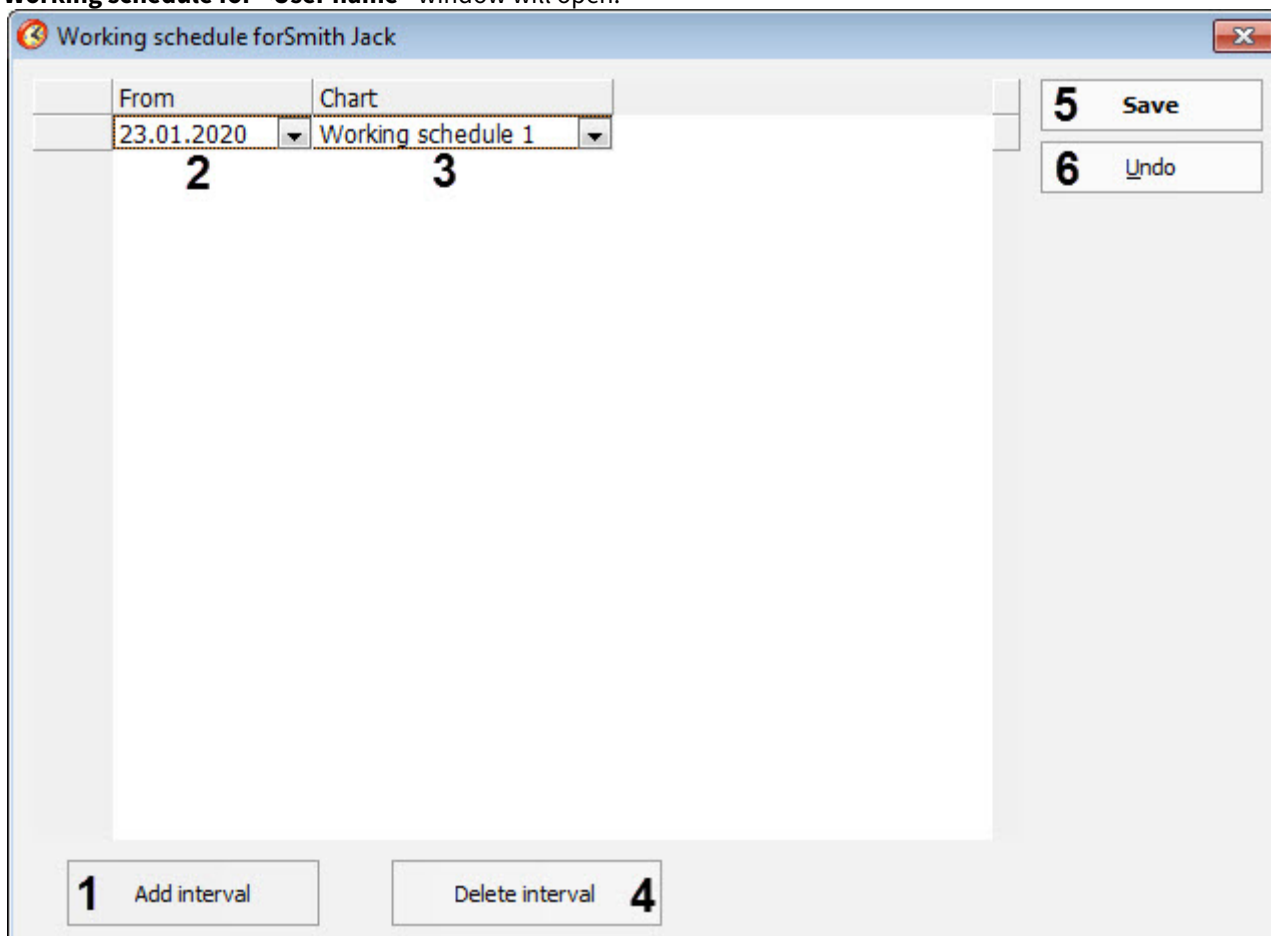 Working schedule for "User name" window will open.
Working schedule forSmith Jack
From Chart
23.01.2020 Working schedule 1
2 3
5 Save
6 Undo
1 Add interval
Delete interval 4